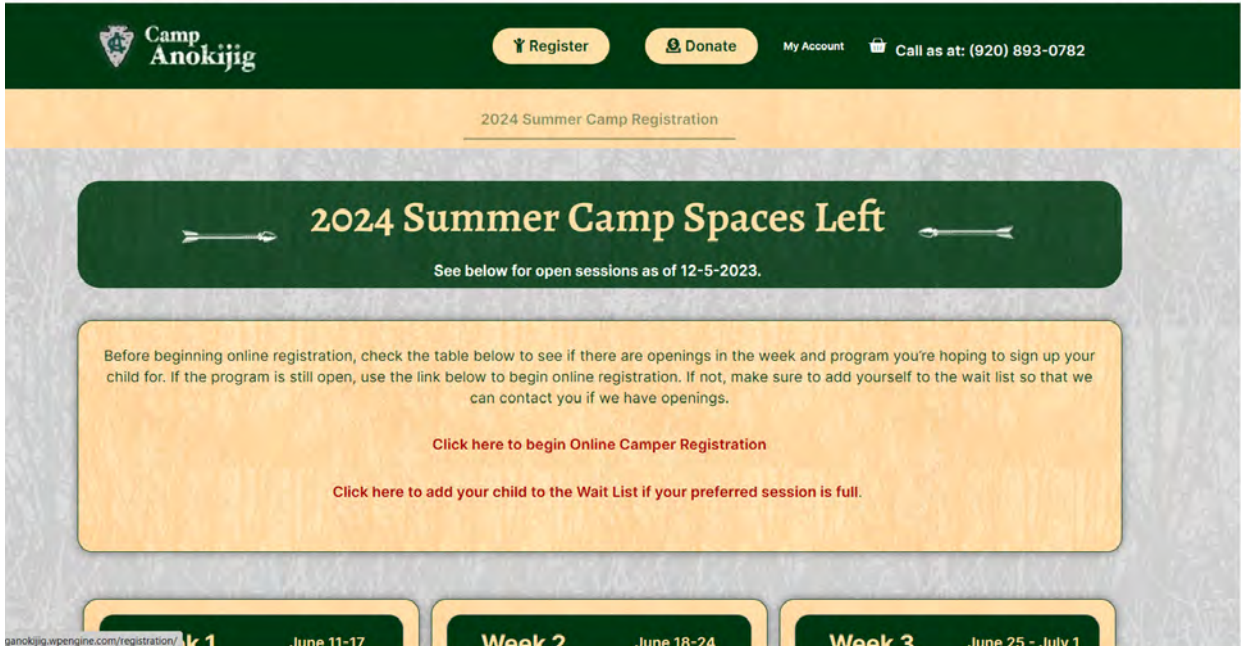 Camp
Anokijig
Register
Donate
My Account
Call as at: (920) 893-0782
2024 Summer Camp Registration
2024 Summer Camp Spaces Left
See below for open sessions as of 12-5-2023.
Before beginning online registration, check the table below to see if there are openings in the week and program you're hoping to sign up your
child for. If the program is still open, use the link below to begin online registration. If not, make sure to add yourself to the wait list so that we
can contact you if we have openings.
Click here to begin Online Camper Registration
Click here to add your child to the Wait List if your preferred session is full.
k 1 June 11-17
Week 2 June 18-24
Week 3 June 25 - July 1
ganokijig.wpengine.com/registration/